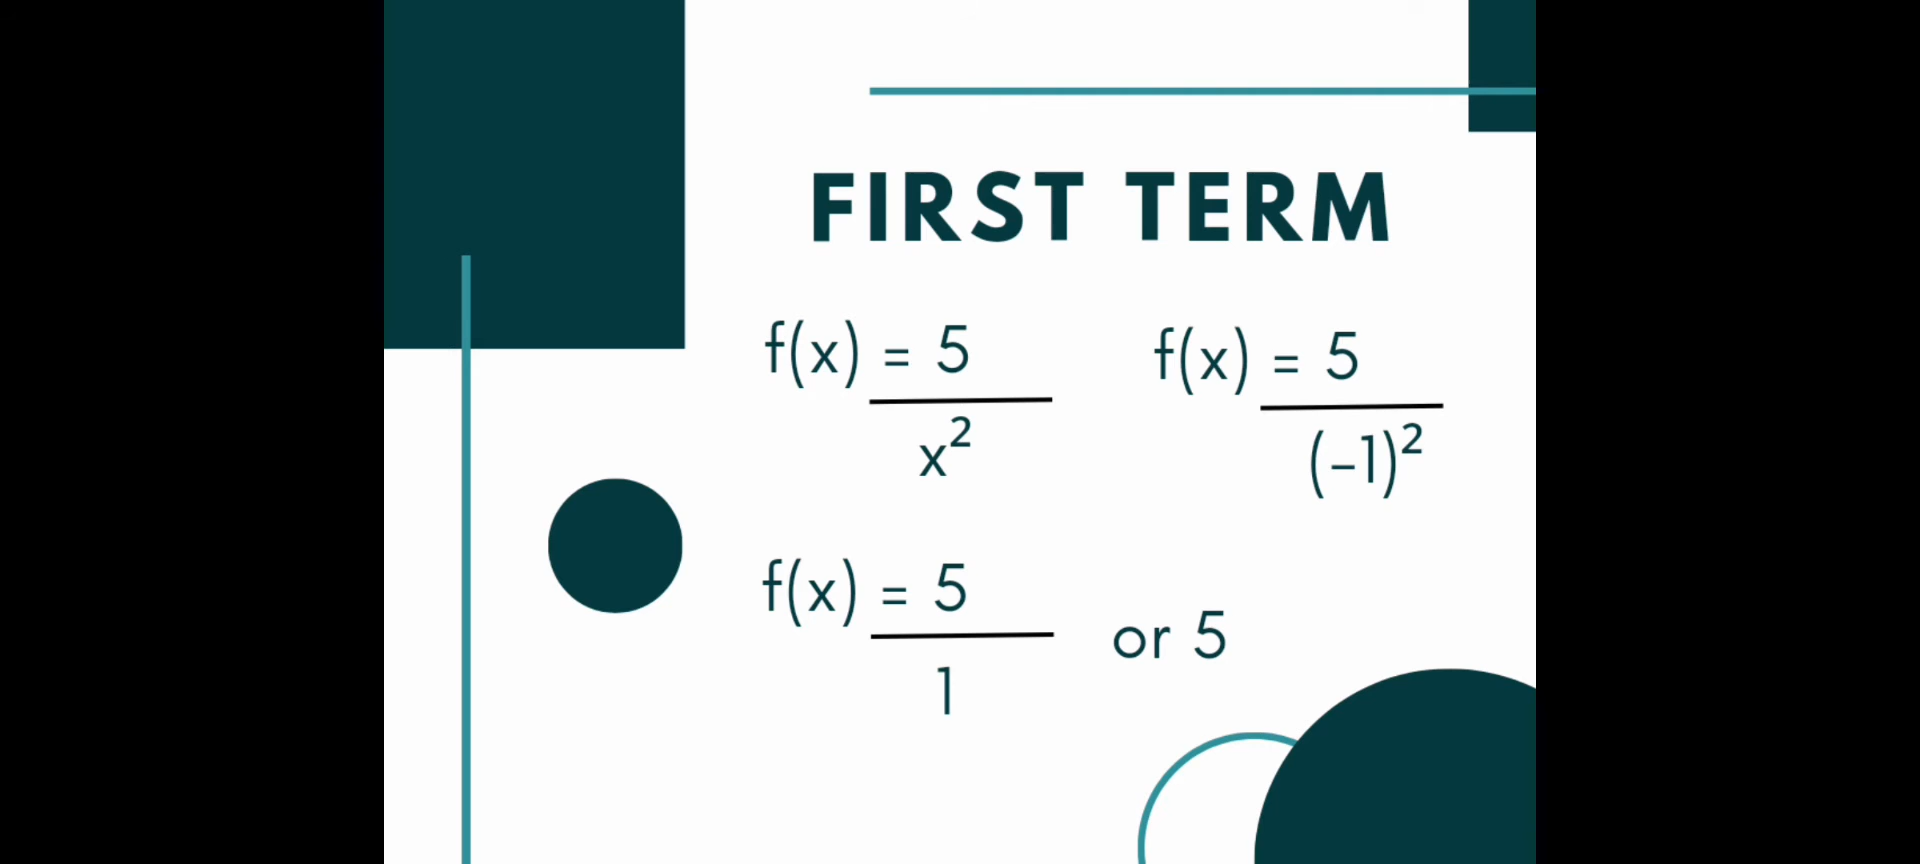 FIRST TERM
f(x) = 5
x²
f(x) = 5
(-1)²
f(x) = 5
1
or 5